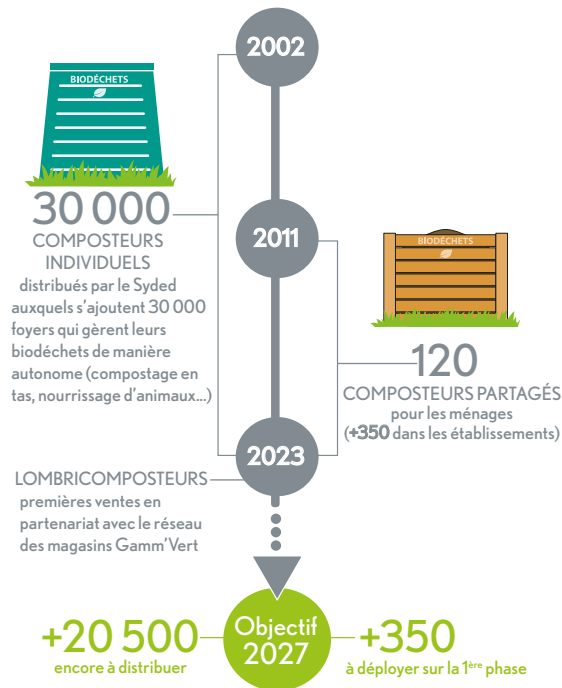 2002
BIODÉCHETS
30 000
COMPOSTEURS
INDIVIDUELS
distribués par le Syded
auxquels s'ajoutent 30 000
foyers qui gèrent leurs
biodéchets de manière
autonome (compostage en
tas, nourrissage d'animaux...)
2011
BIODÉCHETS
120
COMPOSTEURS PARTAGÉS
pour les ménages
(+350 dans les établissements)
2023
LOMBRICOMPOSTEURS
premières ventes en
partenariat avec le réseau
des magasins Gamm'Vert
Objectif
2027
+20 500
encore à distribuer
+350
à déployer sur la 1ère phase